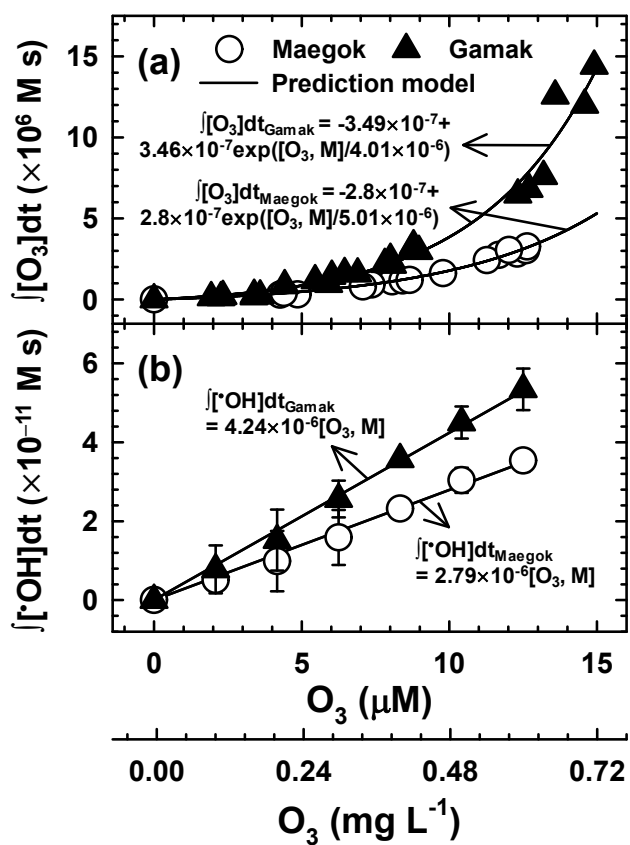 (a)
Maegok Gamak
Prediction model
∫[O₃]dt_Gamak = -3.49×10⁻⁷+
3.46×10⁻⁷exp([O₃, M]/4.01×10⁻⁶)
∫[O₃]dt_Maegok = -2.8×10⁻⁷+
2.8×10⁻⁷exp([O₃, M]/5.01×10⁻⁶)
15
10
5
0
∫[O₃]dt (×10⁶ M s)
(b)
∫[•OH]dt_Gamak
= 4.24×10⁻⁶[O₃, M]
∫[•OH]dt_Maegok
= 2.79×10⁻⁶[O₃, M]
6
4
2
0
∫[•OH]dt (×10⁻¹¹ M s)
0 5 10 15
O₃ (μM)
0.00 0.24 0.48 0.72
O₃ (mg L⁻¹)